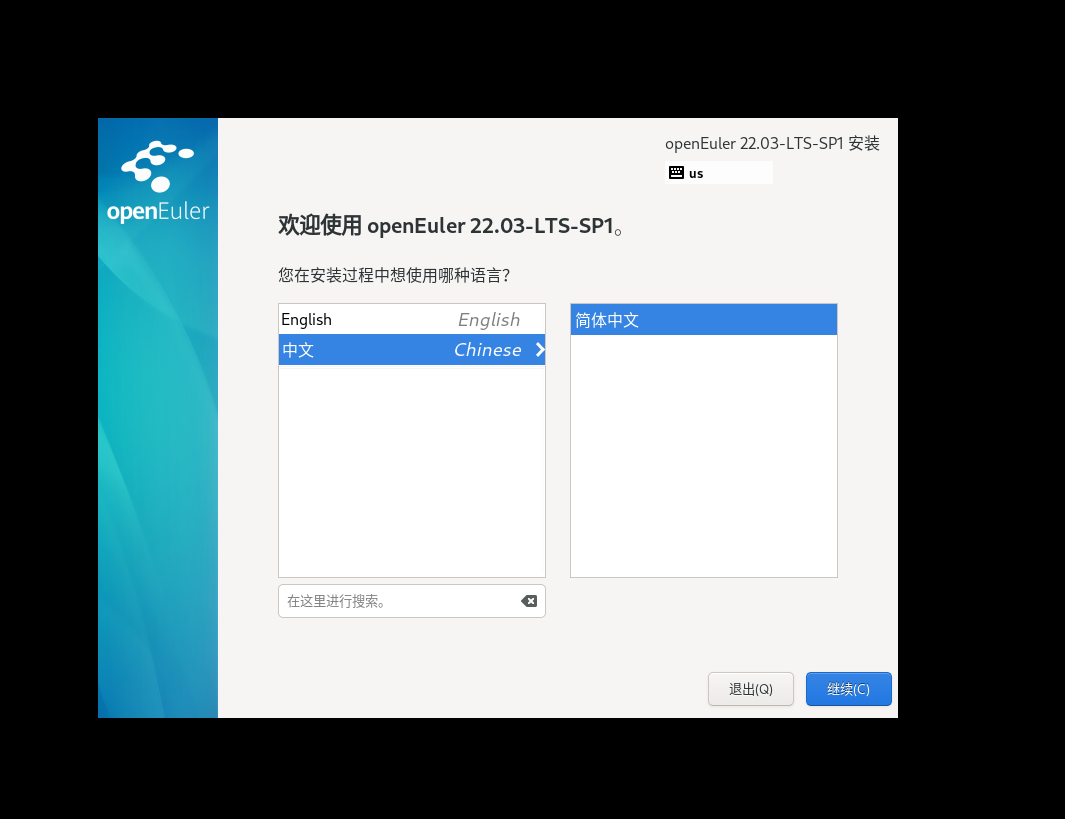 openEuler
openEuler 22.03-LTS-SP1 安装
us
欢迎使用 openEuler 22.03-LTS-SP1。
您在安装过程中想使用哪种语言？
English English
中文 Chinese
简体中文
在这里进行搜索。
退出(Q)
继续(C)